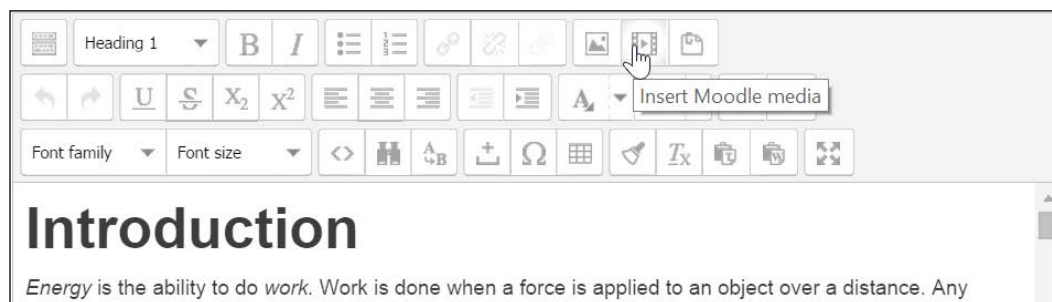 Heading 1 B I
U S X2 X2 A Insert Moodle media
Font family Font size <> A B Ω Tx T W
Introduction
Energy is the ability to do work. Work is done when a force is applied to an object over a distance. Any